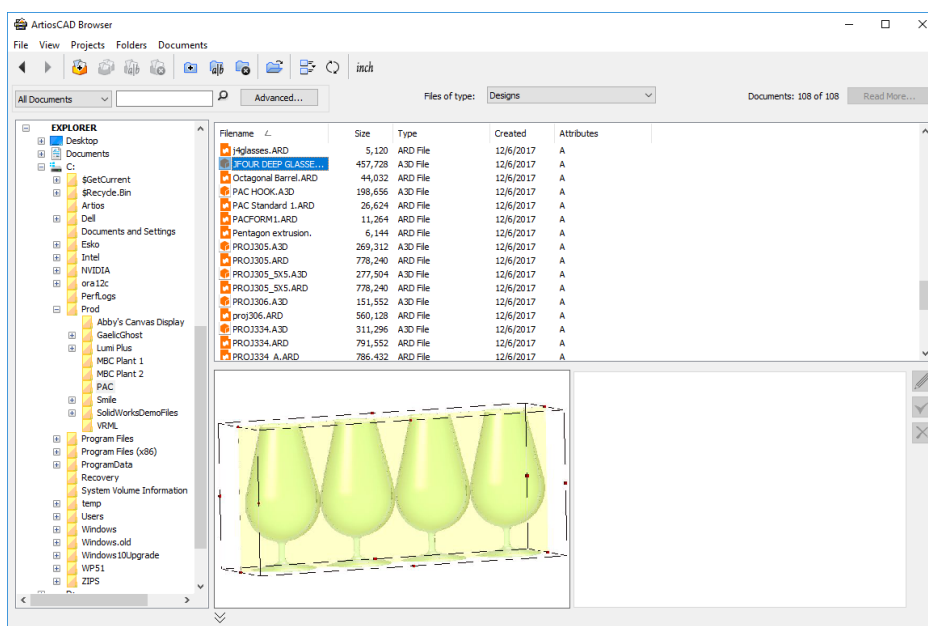 ArtiosCAD Browser
File View Projects Folders Documents
inch
All Documents Advanced... Files of type: Designs Documents: 108 of 108 Read More...
EXPLORER
Desktop
Documents
C:
$GetCurrent
$Recycle.Bin
Artios
Dell
Documents and Settings
Esko
Intel
NVIDIA
ora12c
PerfLogs
Prod
Abby's Canvas Display
GaelicGhost
Lumi Plus
MBC Plant 1
MBC Plant 2
PAC
Smile
SolidWorksDemoFiles
VRML
Program Files
Program Files (x86)
ProgramData
Recovery
System Volume Information
temp
Users
Windows
Windows.old
Windows10Upgrade
WP51
ZIPS
Filename Size Type Created Attributes
j4glasses.ARD 5,120 ARD File 12/6/2017 A
JFOUR DEEP GLASSE... 457,728 A3D File 12/6/2017 A
Octagonal Barrel.ARD 44,032 ARD File 12/6/2017 A
PAC HOOK.A3D 198,656 A3D File 12/6/2017 A
PAC Standard 1.ARD 26,624 ARD File 12/6/2017 A
PACFORM1.ARD 11,264 ARD File 12/6/2017 A
Pentagon extrusion. 6,144 ARD File 12/6/2017 A
PROJ305.A3D 269,312 A3D File 12/6/2017 A
PROJ305.ARD 778,240 ARD File 12/6/2017 A
PROJ305_5X5.A3D 277,504 A3D File 12/6/2017 A
PROJ305_5X5.ARD 778,240 ARD File 12/6/2017 A
PROJ306.A3D 151,552 A3D File 12/6/2017 A
proj306.ARD 560,128 ARD File 12/6/2017 A
PROJ334.A3D 311,296 A3D File 12/6/2017 A
PROJ334.ARD 791,552 ARD File 12/6/2017 A
PROJ334_A.ARD 786,432 ARD File 12/6/2017 A